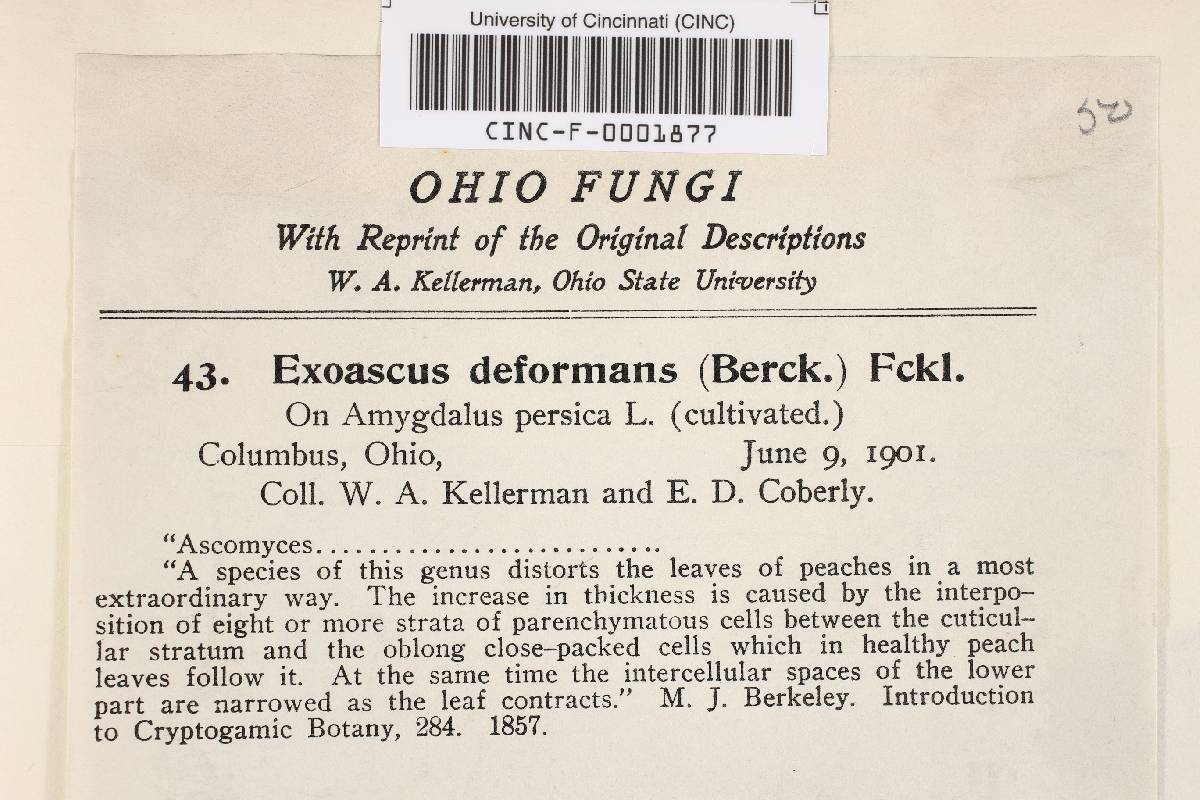 University of Cincinnati (CINC)
CINC-F-0001877
OHIO FUNGI
With Reprint of the Original Descriptions
W. A. Kellerman, Ohio State University
43. Exoascus deformans (Berck.) Fckl.
On Amygdalus persica L. (cultivated.)
Columbus, Ohio, June 9, 1901.
Coll. W. A. Kellerman and E. D. Coberly.
“Ascomyces..........................
“A species of this genus distorts the leaves of peaches in a most
extraordinary way. The increase in thickness is caused by the interpo-
sition of eight or more strata of parenchymatous cells between the cuticul-
lar stratum and the oblong close-packed cells which in healthy peach
leaves follow it. At the same time the intercellular spaces of the lower
part are narrowed as the leaf contracts.” M. J. Berkeley. Introduction
to Cryptogamic Botany, 284. 1857.